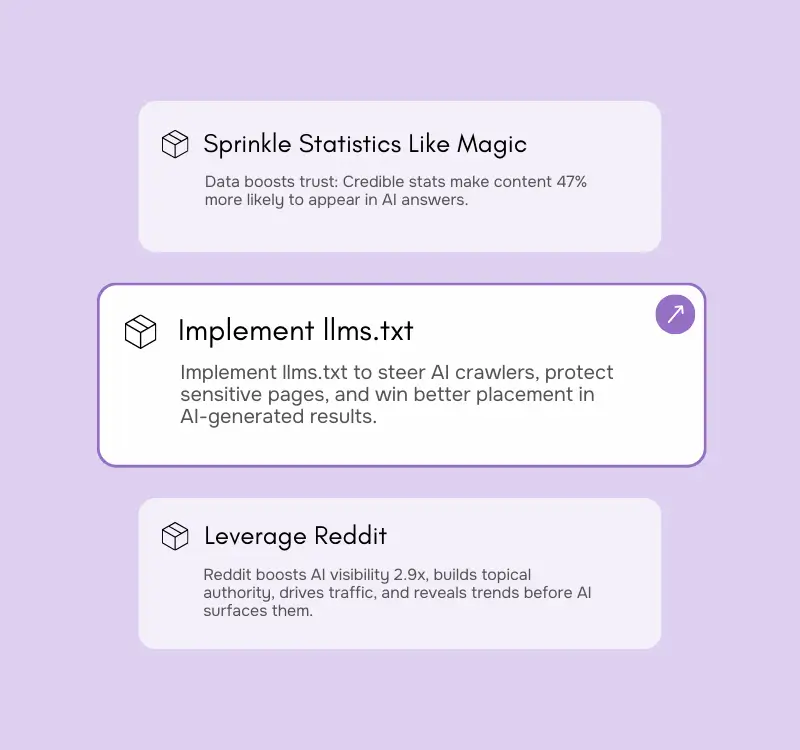 Sprinkle Statistics Like Magic
Data boosts trust: Credible stats make content 47%
more likely to appear in AI answers.
Implement llms.txt
Implement llms.txt to steer AI crawlers, protect
sensitive pages, and win better placement in
AI-generated results.
Leverage Reddit
Reddit boosts AI visibility 2.9x, builds topical
authority, drives traffic, and reveals trends before AI
surfaces them.